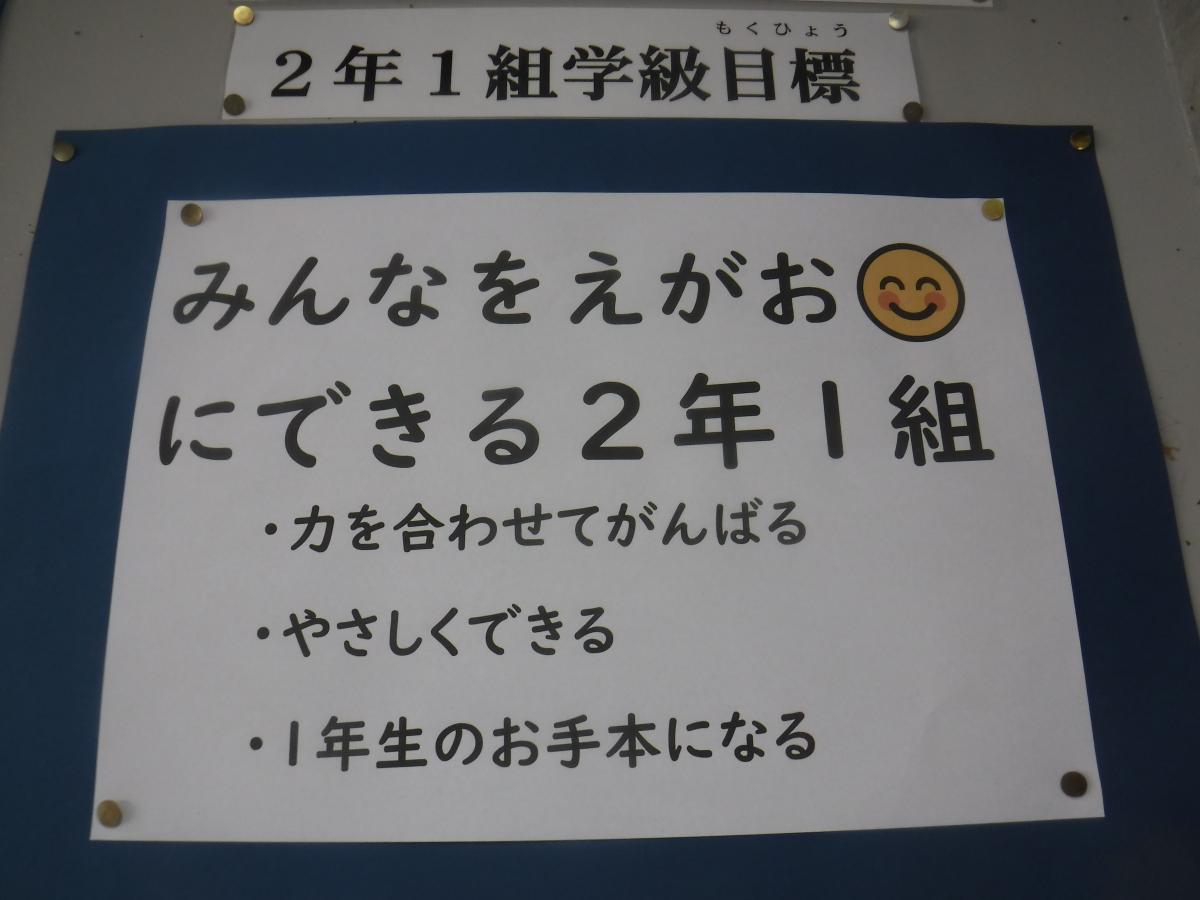 もくひょう
２年１組学級目標
みんなをえがお😊
にできる２年１組
・力を合わせてがんばる
・やさしくできる
・１年生のお手本になる